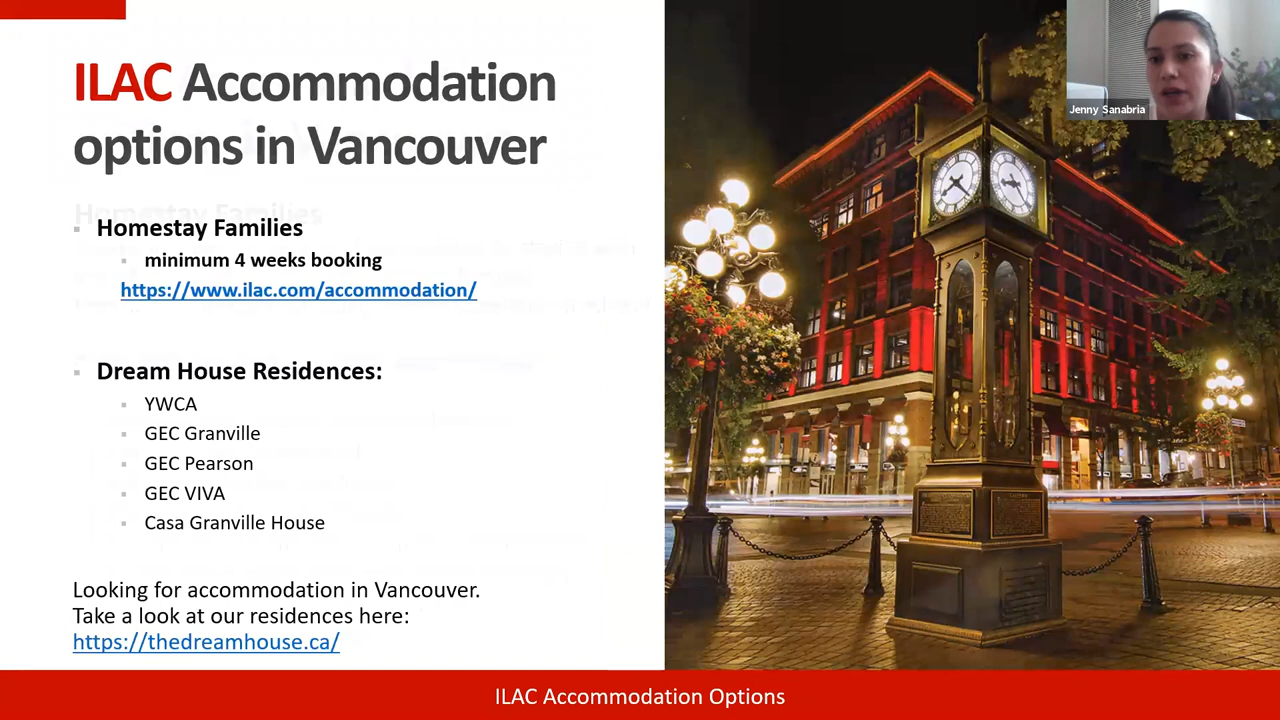 ILAC Accommodation
options in Vancouver
Jenny Sanabria
Homestay Families
Homestay Families
minimum 4 weeks booking
https://www.ilac.com/accommodation/
Dream House Residences:
YWCA
GEC Granville
GEC Pearson
GEC VIVA
Casa Granville House
Looking for accommodation in Vancouver.
Take a look at our residences here:
https://thedreamhouse.ca/
ILAC Accommodation Options